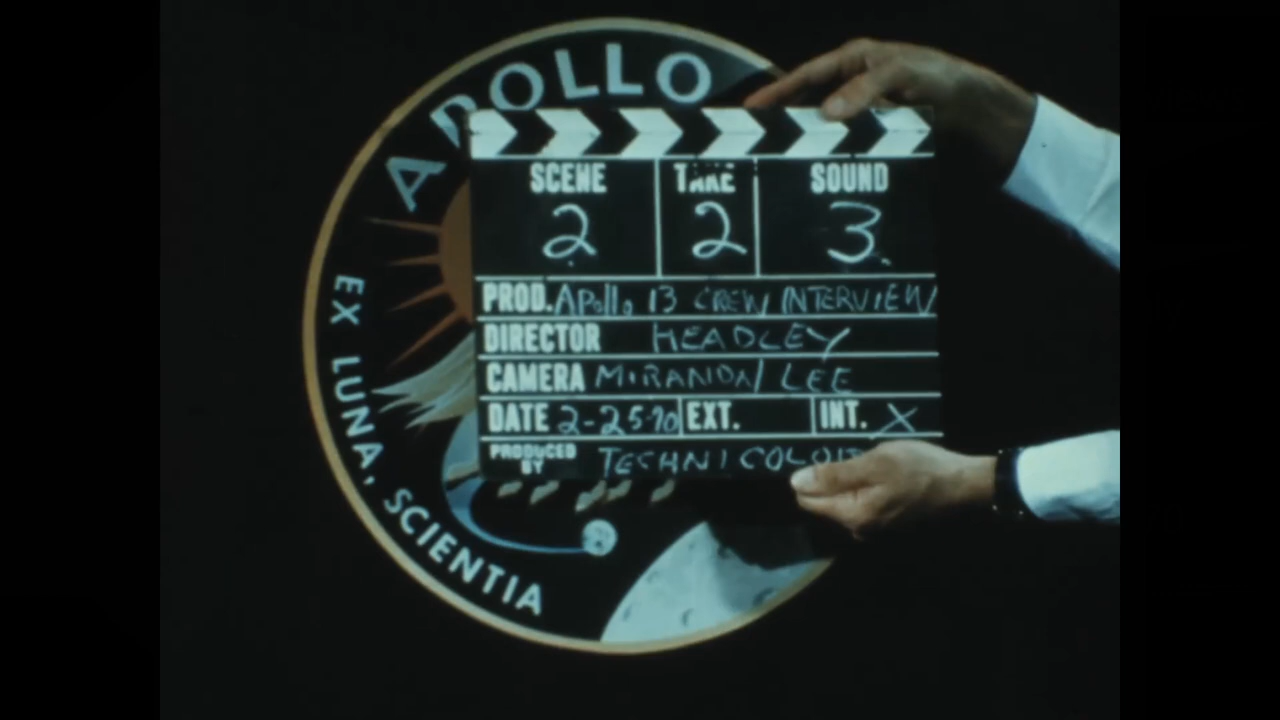 APOLLO
EX LUNA, SCIENTIA
SCENE TAKE SOUND
2 2 3
PROD. Apollo 13 CREW INTERVIEW
DIRECTOR HEADLEY
CAMERA MIRANDA/ LEE
DATE 2-25-70 EXT. INT. X
PRODUCED BY TECHNICOLOR